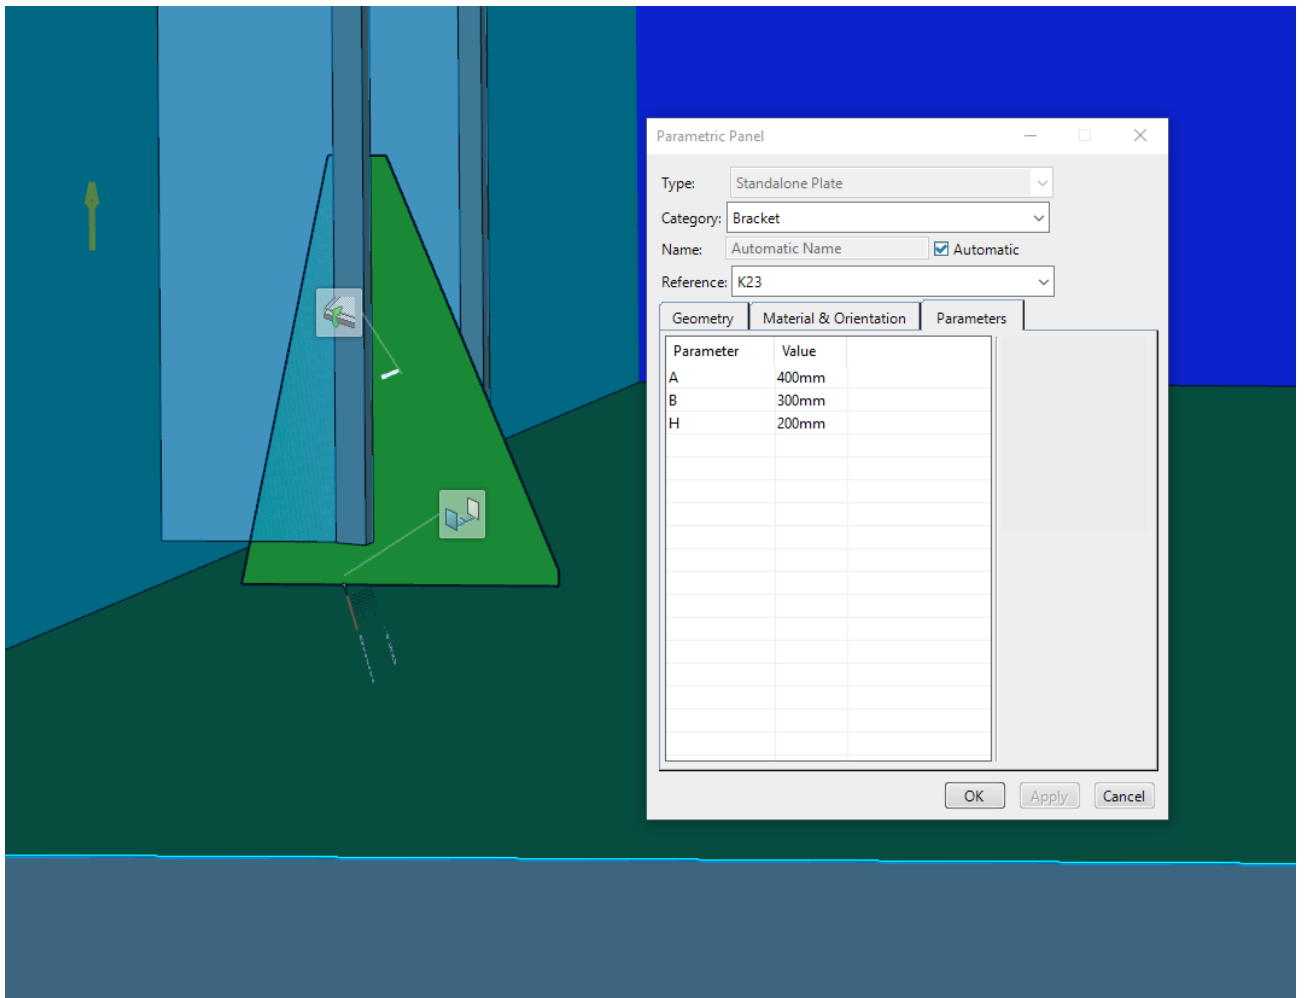 Parametric Panel
Type: Standalone Plate
Category: Bracket
Name: Automatic Name Automatic
Reference: K23
Geometry Material & Orientation Parameters
Parameter Value
A 400mm
B 300mm
H 200mm
OK Apply Cancel